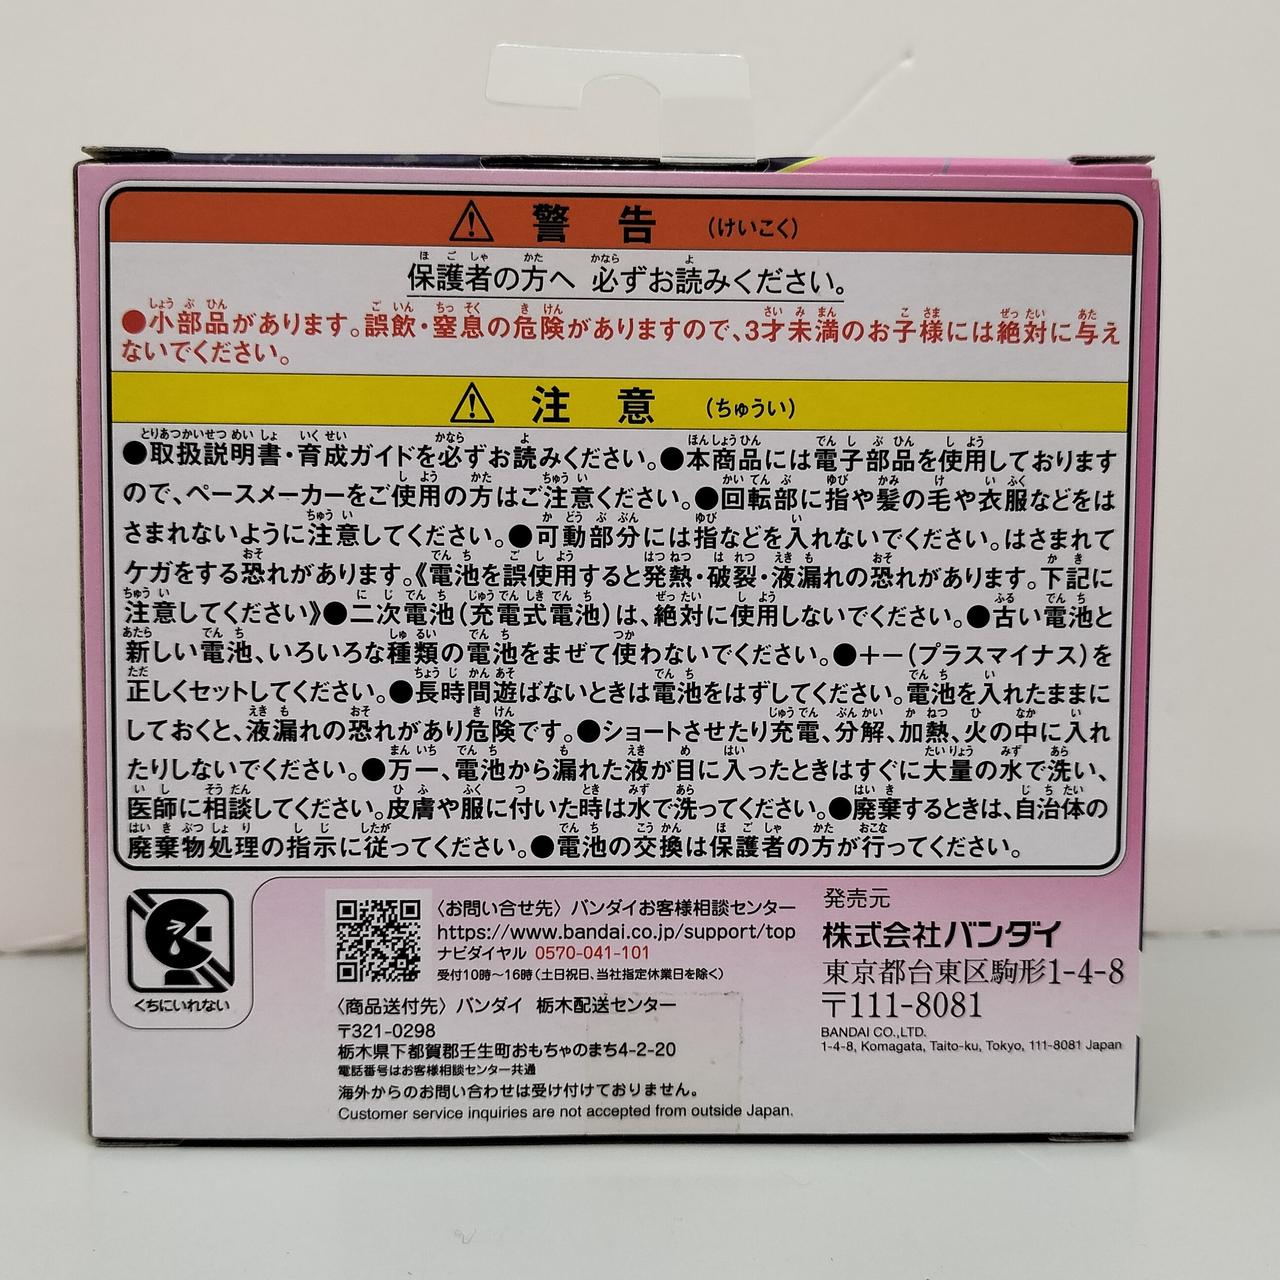 警告 (けいこく)
保護者の方へ 必ずお読みください。
●小部品があります。誤飲・窒息の危険がありますので、3才未満のお子様には絶対に与え
ないでください。
注意 (ちゅうい)
●取扱説明書・育成ガイドを必ずお読みください。●本商品には電子部品を使用しております
ので、ペースメーカーをご使用の方はご注意ください。●回転部に指や髪の毛や衣服などをは
さまれないように注意してください。●可動部分には指などを入れないでください。はさまれて
ケガをする恐れがあります。《電池を誤使用すると発熱・破裂・液漏れの恐れがあります。下記に
注意してください》●二次電池(充電式電池)は、絶対に使用しないでください。●古い電池と
新しい電池、いろいろな種類の電池をまぜて使わないでください。●+−(プラスマイナス)を
正しくセットしてください。●長時間遊ばないときは電池をはずしてください。電池を入れたままに
しておくと、液漏れの恐れがあり危険です。●ショートさせたり充電、分解、加熱、火の中に入れ
たりしないでください。●万一、電池から漏れた液が目に入ったときはすぐに大量の水で洗い、
医師に相談してください。皮膚や服に付いた時は水で洗ってください。●廃棄するときは、自治体の
廃棄物処理の指示に従ってください。●電池の交換は保護者の方が行ってください。
くちにいれない
〈お問い合せ先〉バンダイお客様相談センター
https://www.bandai.co.jp/support/top
ナビダイヤル 0570-041-101
受付10時〜16時(土日祝日、当社指定休業日を除く)
〈商品送付先〉バンダイ 栃木配送センター
〒321-0298
栃木県下都賀郡壬生町おもちゃのまち4-2-20
電話番号はお客様相談センター共通
海外からのお問い合わせは受け付けておりません。
Customer service inquiries are not accepted from outside Japan.
発売元
株式会社バンダイ
東京都台東区駒形1-4-8
〒111-8081
BANDAI CO.,LTD.
1-4-8, Komagata, Taito-ku, Tokyo, 111-8081 Japan